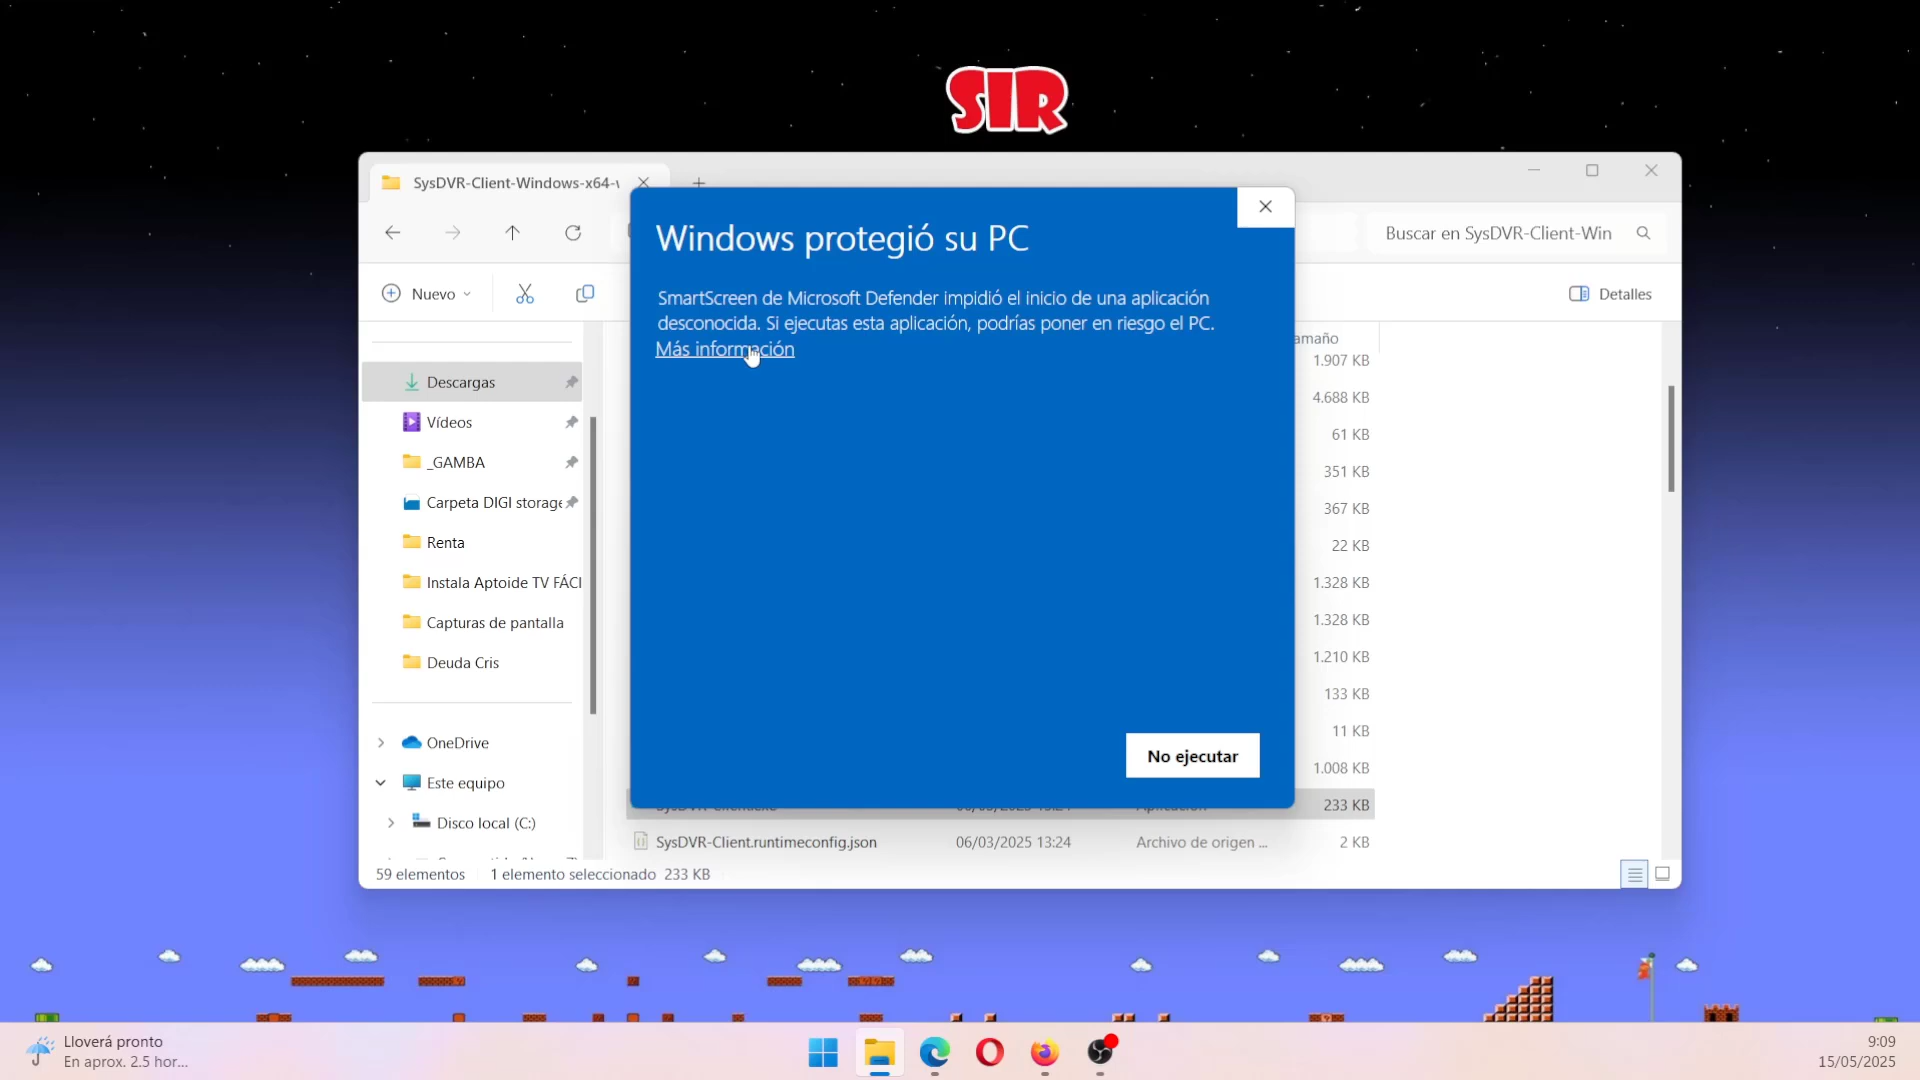 SIR
SysDVR-Client-Windows-x64-
Buscar en SysDVR-Client-Win
Windows protegió su PC
SmartScreen de Microsoft Defender impidió el inicio de una aplicación
desconocida. Si ejecutas esta aplicación, podrías poner en riesgo el PC.
Más información
No ejecutar
Nuevo
Detalles
Descargas
Vídeos
_GAMBA
Carpeta DIGI storage
Renta
Instala Aptoide TV FÁCI
Capturas de pantalla
Deuda Cris
OneDrive
Este equipo
Disco local (C:)
amaño
1.907 KB
4.688 KB
61 KB
351 KB
367 KB
22 KB
1.328 KB
1.328 KB
1.210 KB
133 KB
11 KB
1.008 KB
233 KB
SysDVR-Client.runtimeconfig.json 06/03/2025 13:24 Archivo de origen ... 2 KB
59 elementos 1 elemento seleccionado 233 KB
Lloverá pronto
En aprox. 2.5 hor...
9:09
15/05/2025